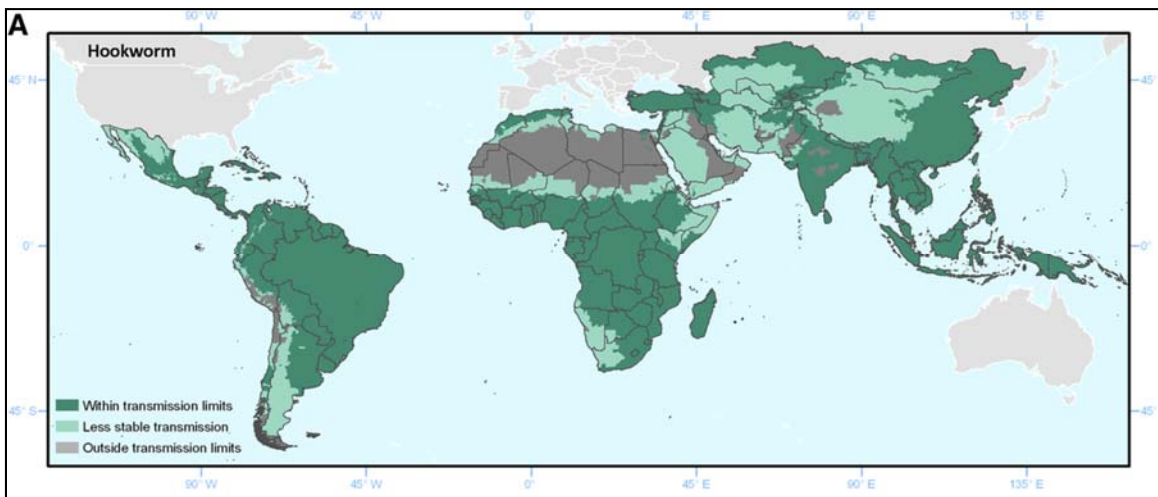 A
90° W 45° W 0° 45° E 90° E 135° E
Hookworm
45° N 45° N
0° 0°
Within transmission limits
45° S Less stable transmission 45° S
Outside transmission limits
90° W 45° W 0° 45° E 90° E 135° E